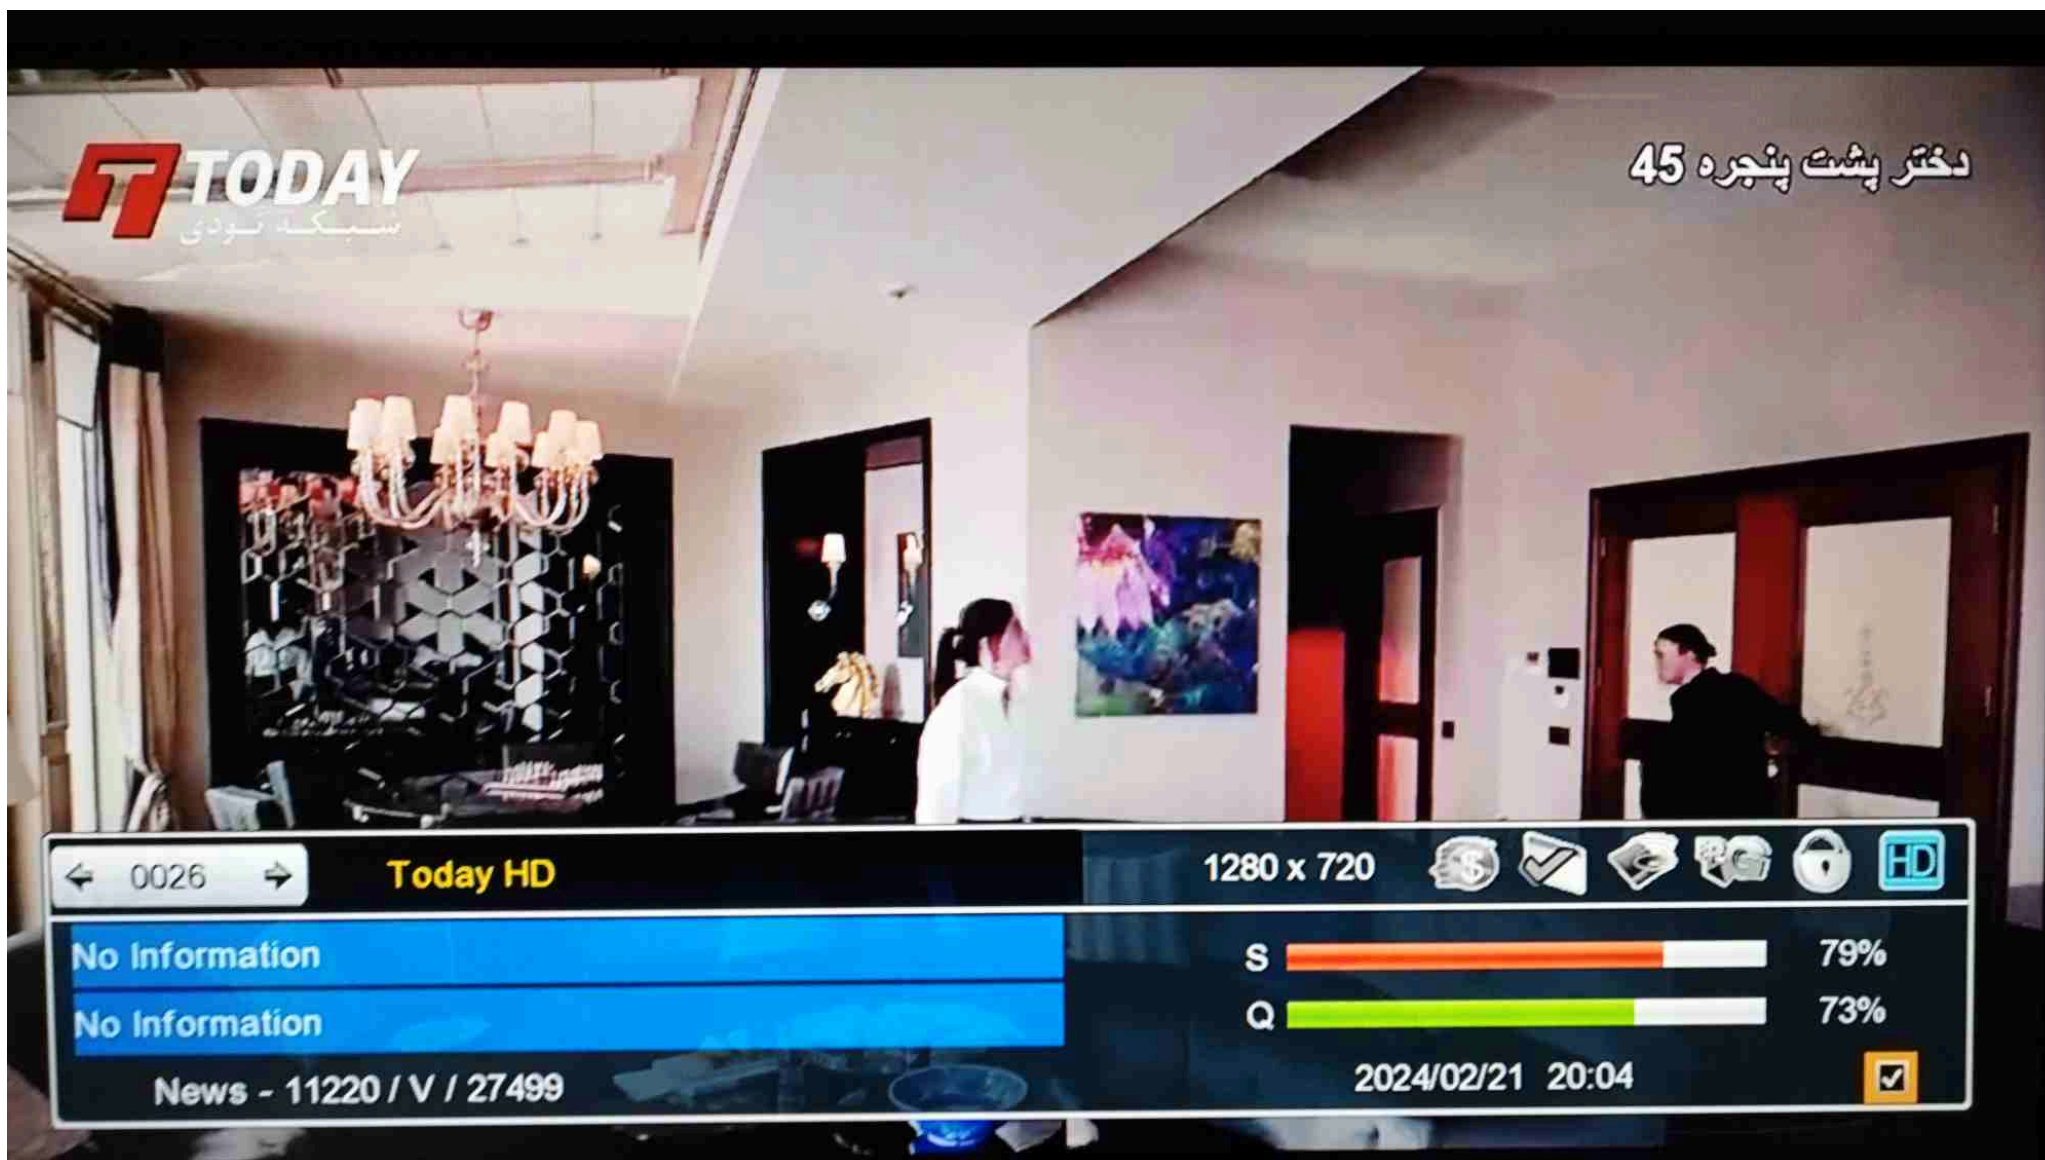 TODAY
شبکه تودی
دختر پشت پنجره 45
0026
Today HD
1280 x 720
HD
No Information
S 79%
No Information
Q 73%
News - 11220 / V / 27499
2024/02/21 20:04